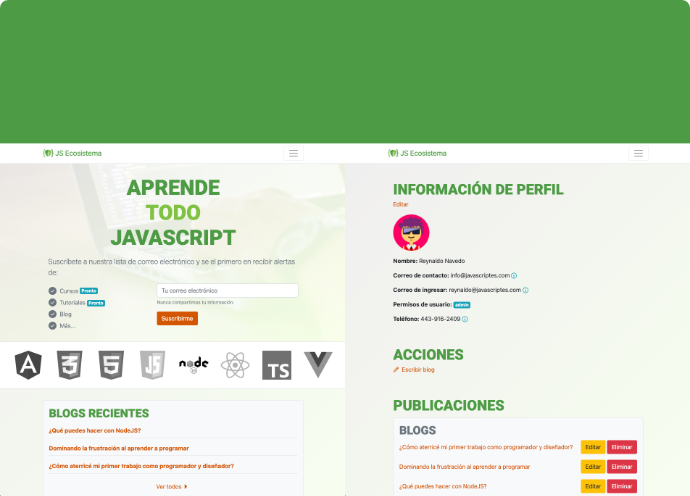 JS Ecosistema
APRENDE
TODO
JAVASCRIPT
Suscríbete a nuestra lista de correo electrónico y se el primero en recibir alertas
de:
Cursos Pronto
Tutoriales Pronto
Blog
Más...
Tu correo electrónico
Nunca compartimos tu información.
Suscribirme
A
3
5
JS
node
JS
TS
BLOGS RECIENTES
¿Qué puedes hacer con NodeJS?
Dominando la frustración al aprender a programar
¿Cómo aterricé mi primer trabajo como programador y diseñador?
Ver todos
JS Ecosistema
INFORMACIÓN DE PERFIL
Editar
Nombre: Reynaldo Navedo
Correo de contacto: info@javascriptes.com
Correo de ingresar: reynaldo@javascriptes.com
Permisos de usuario: admin
Teléfono: 443-916-2409
ACCIONES
Escribir blog
PUBLICACIONES
BLOGS
¿Cómo aterricé mi primer trabajo como programador y diseñador? Editar Eliminar
Dominando la frustración al aprender a programar Editar Eliminar
¿Qué puedes hacer con NodeJS? Editar Eliminar